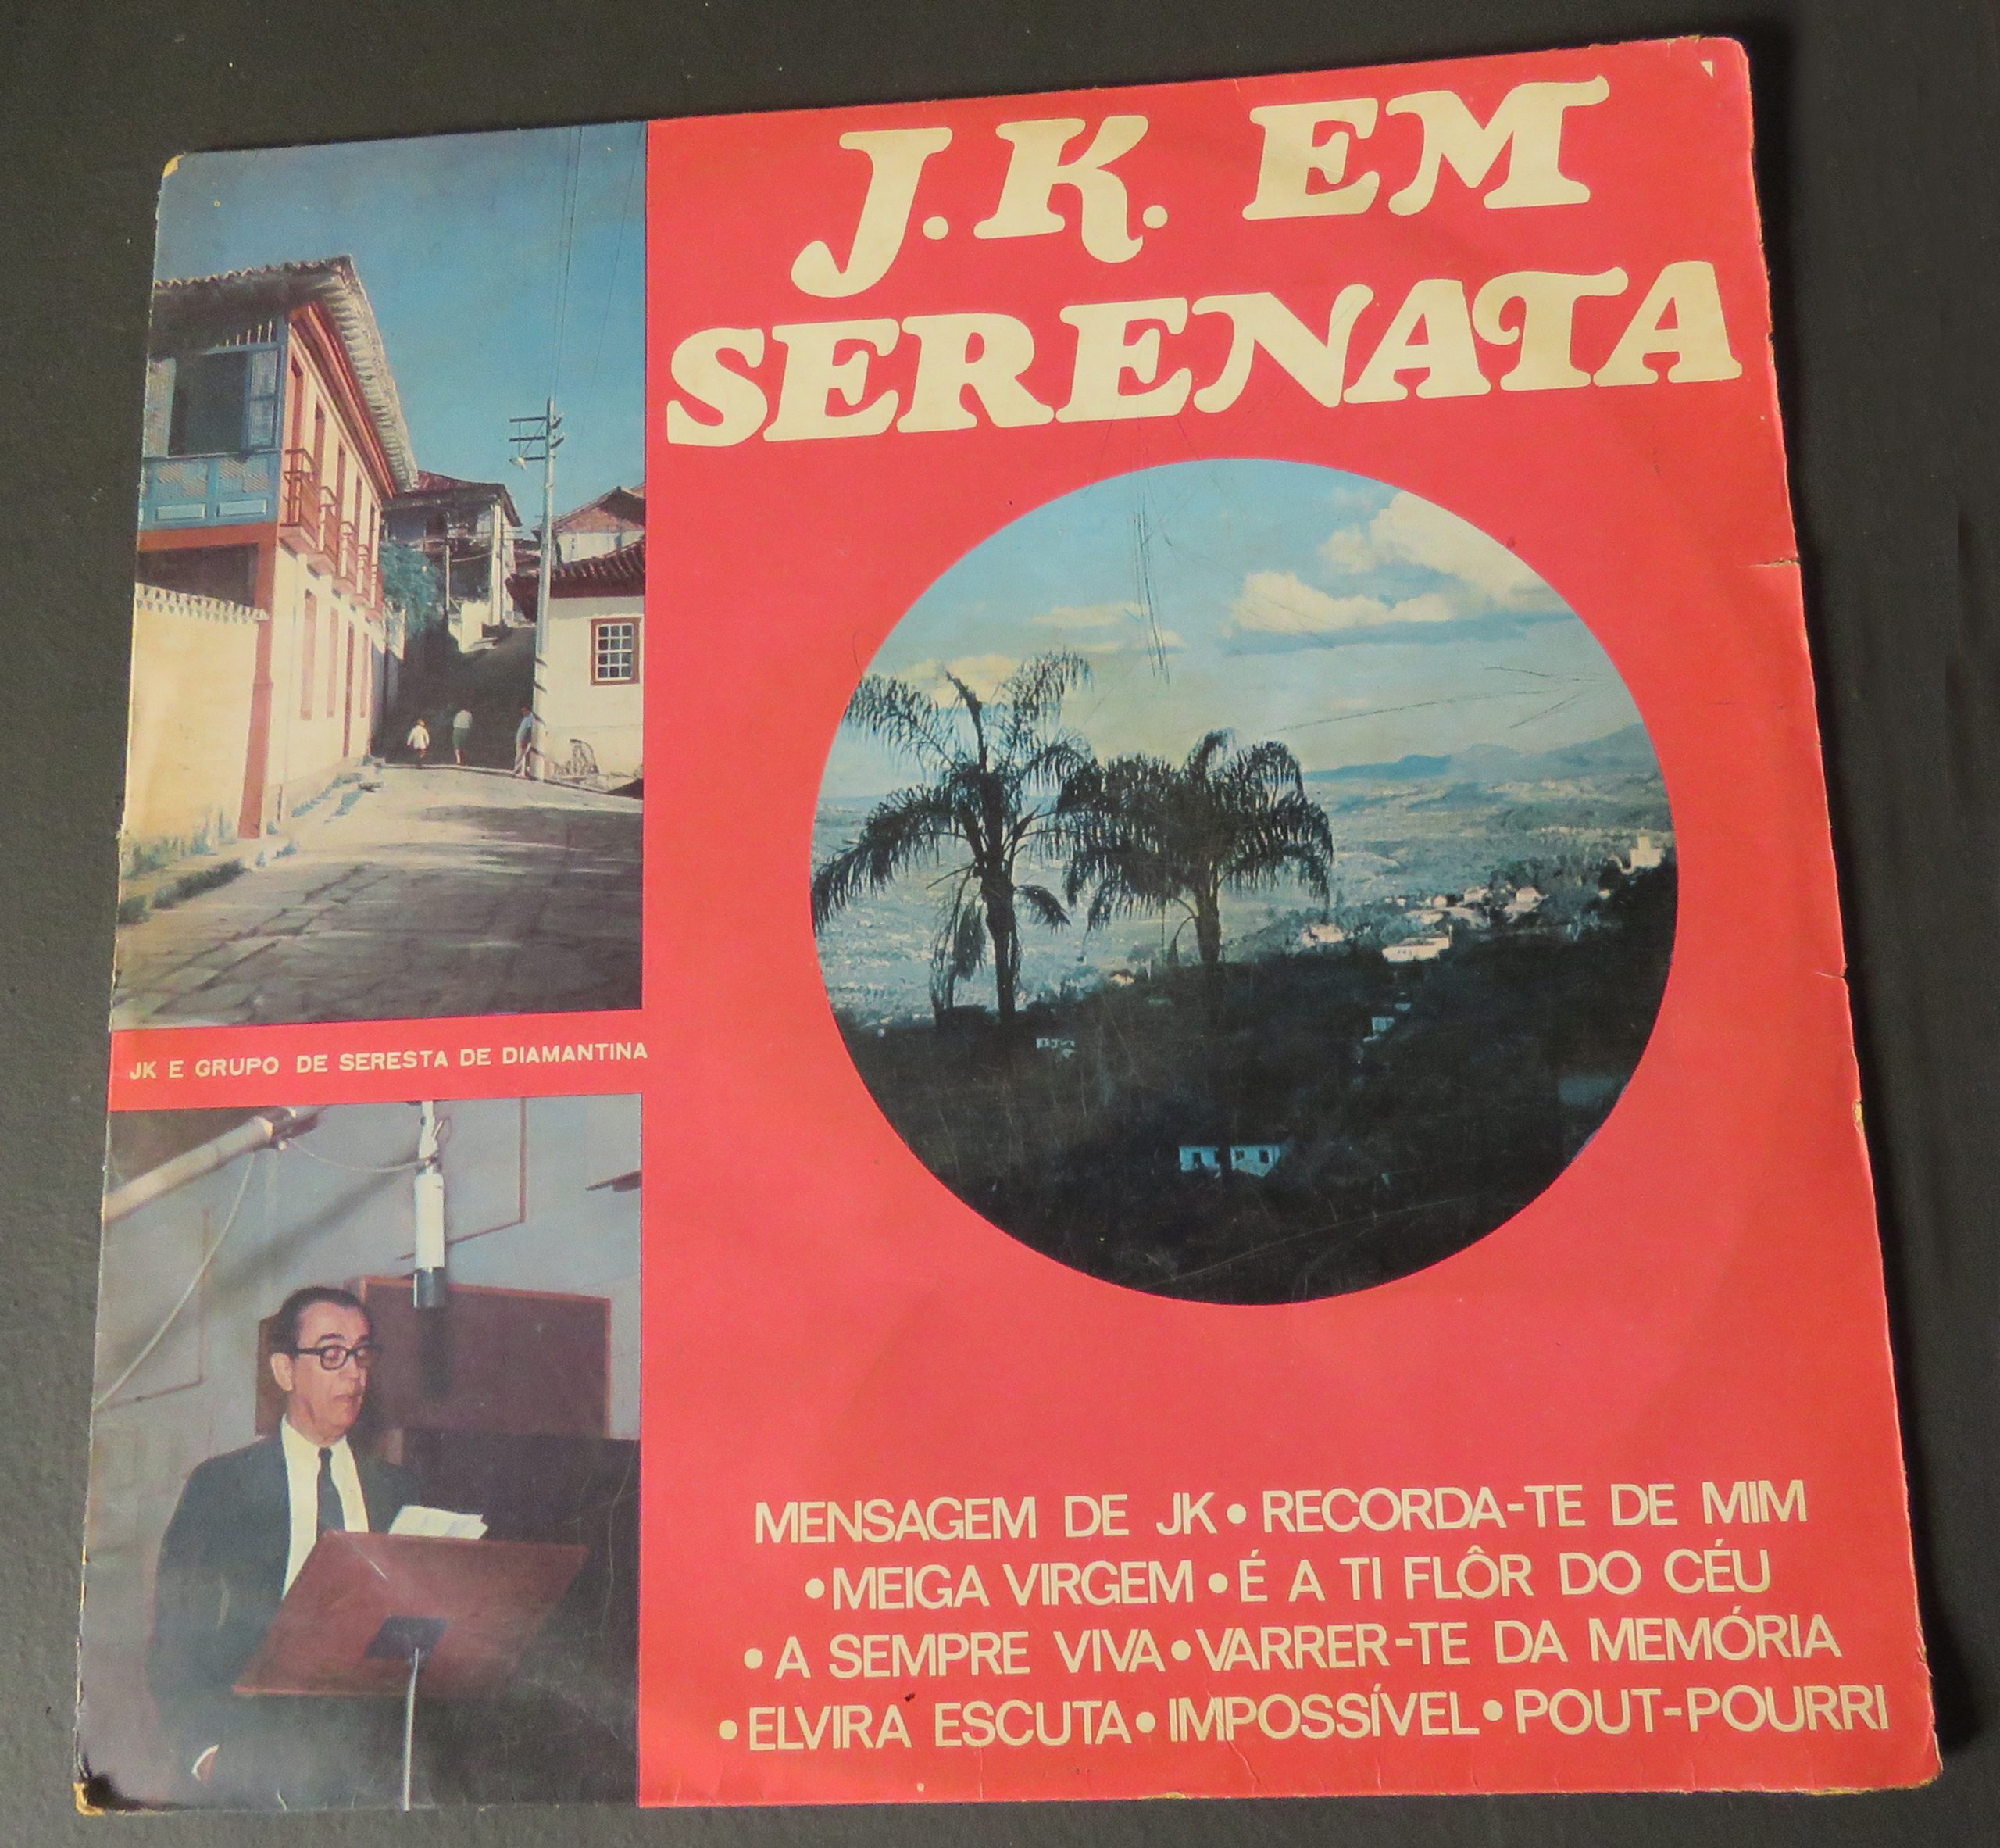 J.K. EM
SERENATA
JK E GRUPO DE SERESTA DE DIAMANTINA
MENSAGEM DE JK • RECORDA-TE DE MIM
• MEIGA VIRGEM • É A TI FLÔR DO CÉU
• A SEMPRE VIVA • VARRER-TE DA MEMÓRIA
• ELVIRA ESCUTA • IMPOSSÍVEL • POUT-POURRI